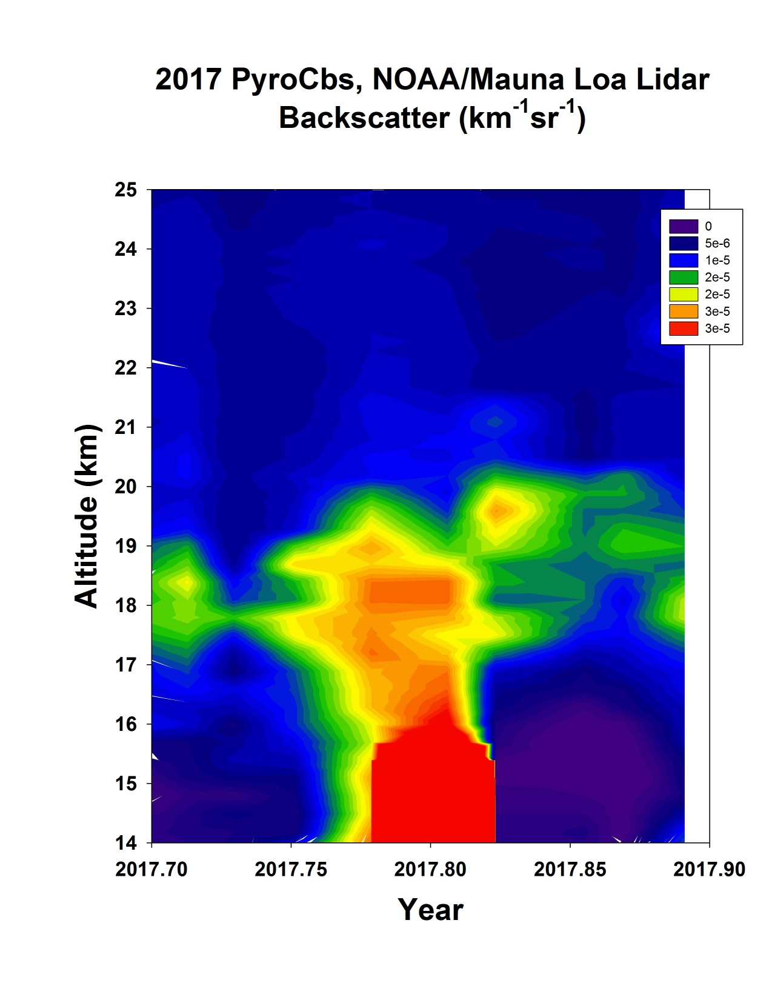 2017 PyroCbs, NOAA/Mauna Loa Lidar
Backscatter (km⁻¹sr⁻¹)
25
24
23
22
21
20
19
18
17
16
15
14
Altitude (km)
0
5e-6
1e-5
2e-5
2e-5
3e-5
3e-5
2017.70 2017.75 2017.80 2017.85 2017.90
Year